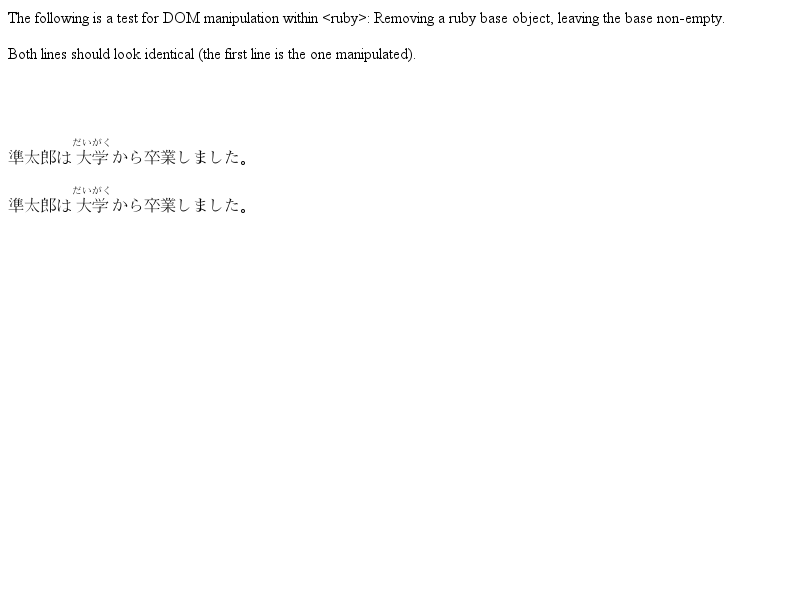 The following is a test for DOM manipulation within <ruby>: Removing a ruby base object, leaving the base non-empty.
Both lines should look identical (the first line is the one manipulated).
だいがく
準太郎は大学から卒業しました。
だいがく
準太郎は大学から卒業しました。